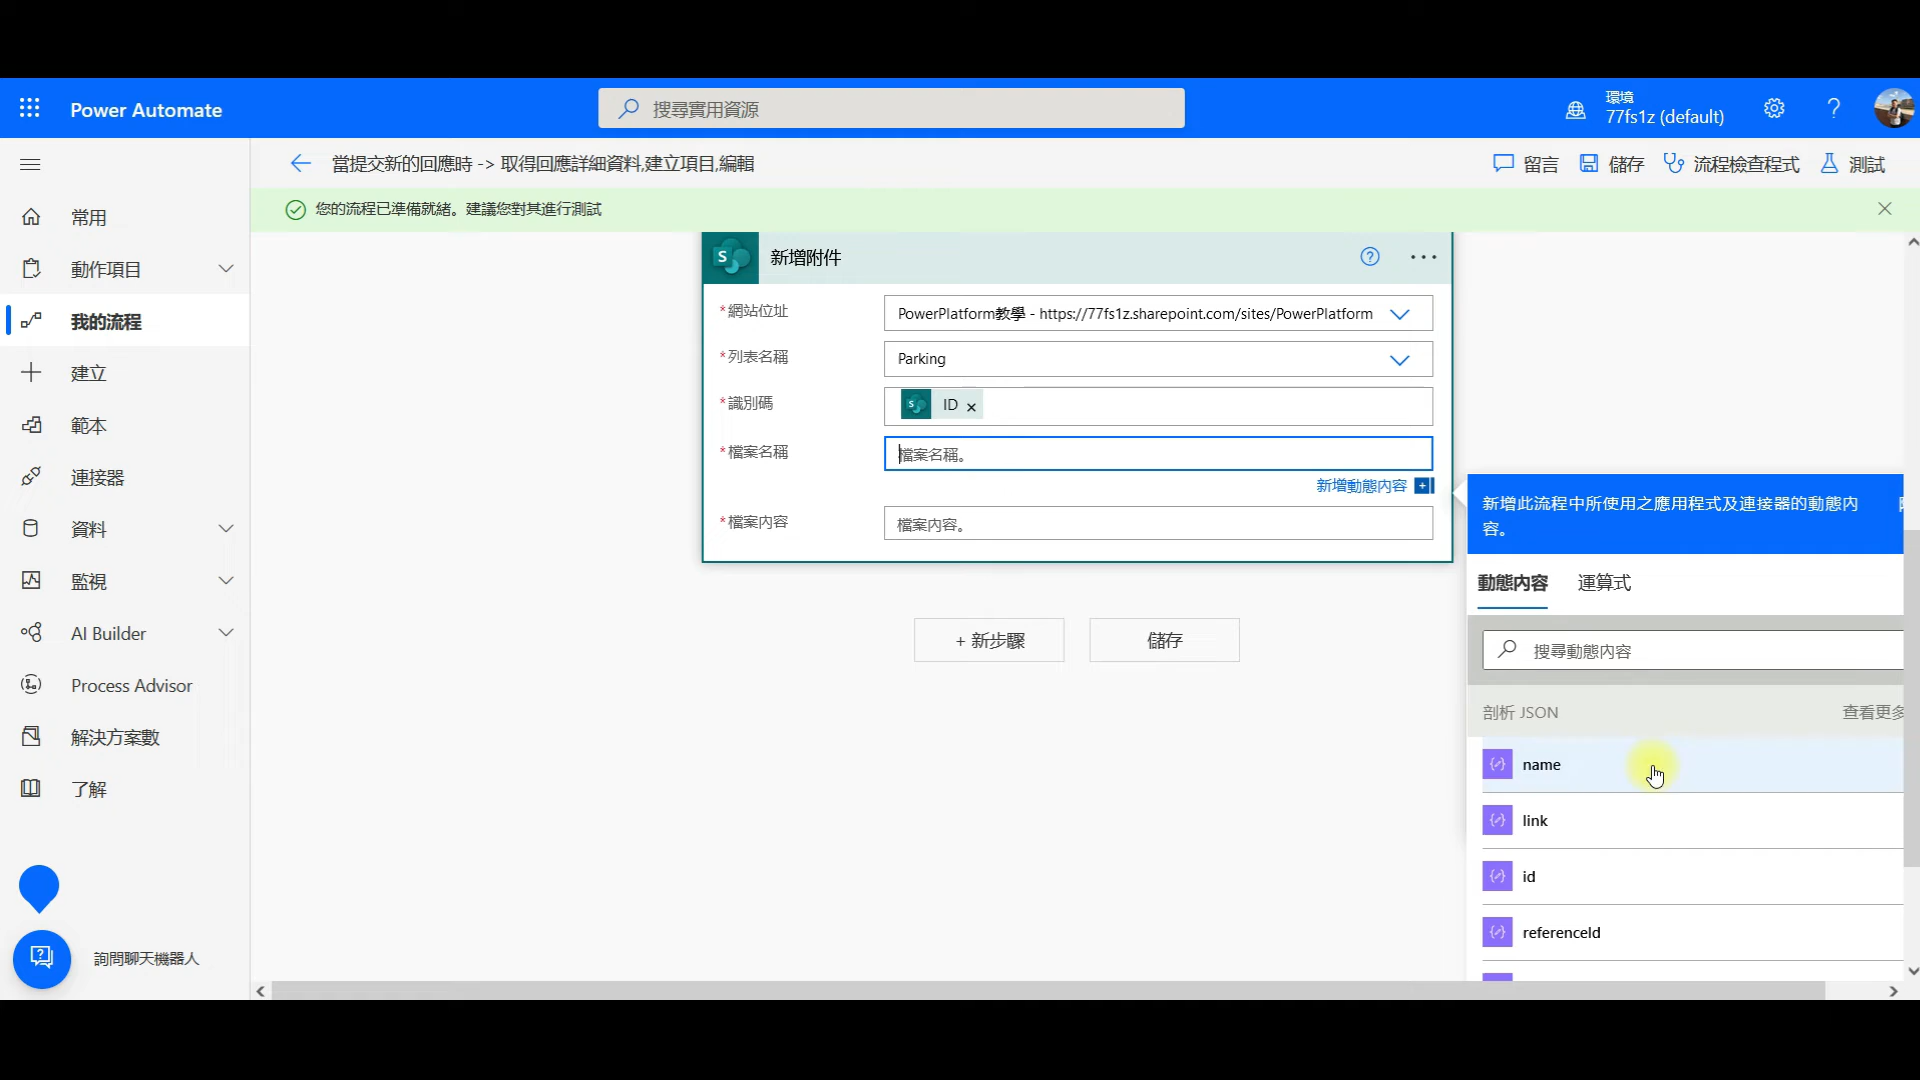 Power Automate
搜尋實用資源
環境
77fs1z (default)
當提交新的回應時 -> 取得回應詳細資料,建立項目,編輯
留言
儲存
流程檢查程式
測試
您的流程已準備就緒。建議您對其進行測試
常用
動作項目
我的流程
建立
範本
連接器
資料
監視
AI Builder
Process Advisor
解決方案數
了解
詢問聊天機器人
新增附件
*網站位址
PowerPlatform教學 - https://77fs1z.sharepoint.com/sites/PowerPlatform
*列表名稱
Parking
*識別碼
ID
*檔案名稱
檔案名稱。
新增動態內容
*檔案內容
檔案內容。
+ 新步驟
儲存
新增此流程中所使用之應用程式及連接器的動態內
容。
動態內容
運算式
搜尋動態內容
剖析 JSON
查看更多
name
link
id
referenceId